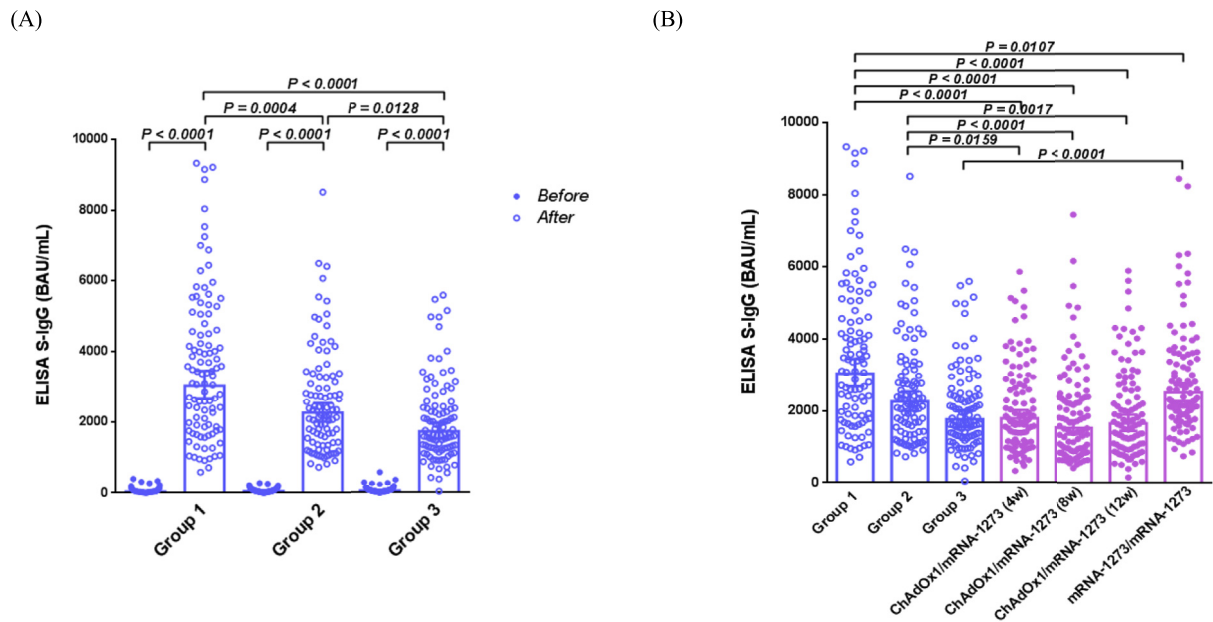 (A)
P < 0.0001
P = 0.0004
P = 0.0128
P < 0.0001
P < 0.0001
P < 0.0001
10000
8000
6000
4000
2000
0
ELISA S-IgG (BAU/mL)
Before
After
Group 1
Group 2
Group 3
(B)
P = 0.0107
P < 0.0001
P < 0.0001
P < 0.0001
P = 0.0017
P < 0.0001
P = 0.0159
P < 0.0001
10000
8000
6000
4000
2000
0
ELISA S-IgG (BAU/mL)
Group 1
Group 2
Group 3
ChAdOx1/mRNA-1273 (4w)
ChAdOx1/mRNA-1273 (8w)
ChAdOx1/mRNA-1273 (12w)
mRNA-1273/mRNA-1273